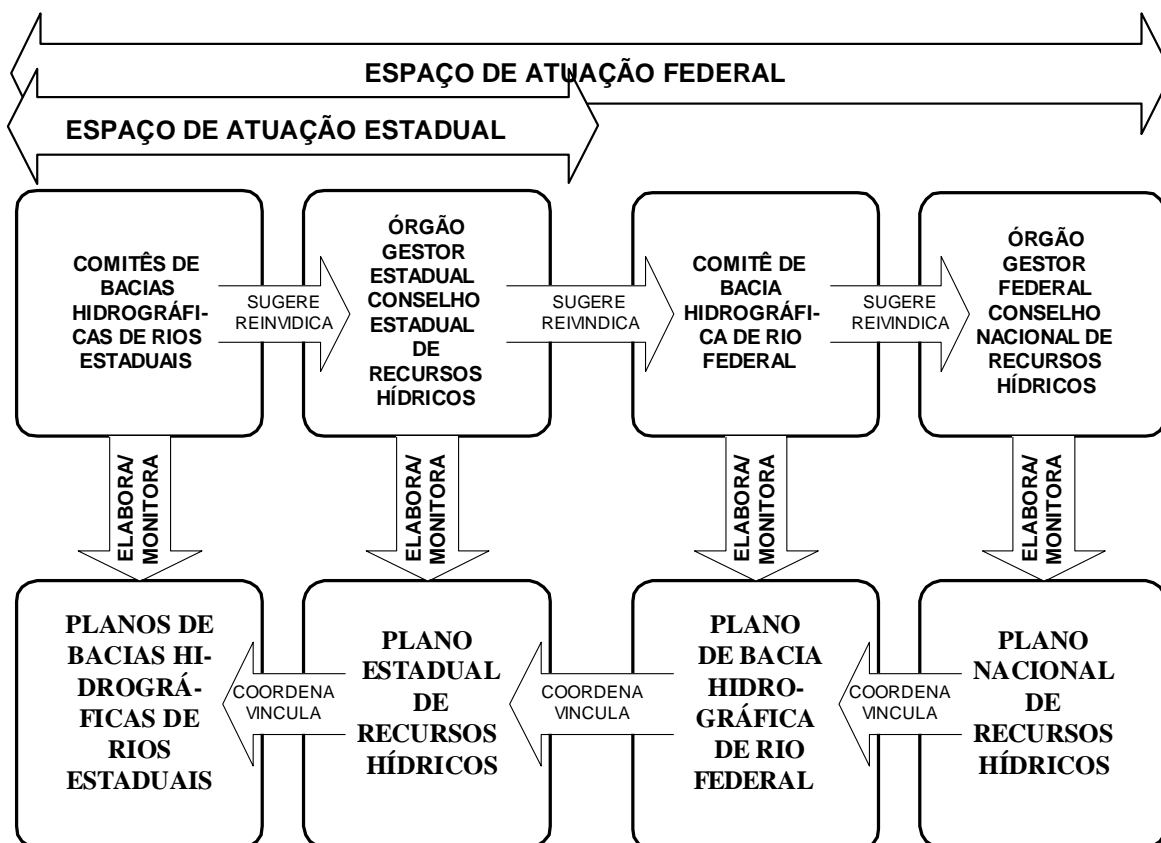 ESPAÇO DE ATUAÇÃO FEDERAL
ESPAÇO DE ATUAÇÃO ESTADUAL
COMITÊS DE
BACIAS
HIDROGRÁFI-
CAS DE RIOS
ESTADUAIS
SUGERE
REINVIDICA
ÓRGÃO
GESTOR
ESTADUAL
CONSELHO
ESTADUAL
DE
RECURSOS
HÍDRICOS
SUGERE
REIVINDICA
COMITÊ DE
BACIA
HIDROGRÁFI-
CA DE RIO
FEDERAL
SUGERE
REIVINDICA
ÓRGÃO
GESTOR
FEDERAL
CONSELHO
NACIONAL DE
RECURSOS
HÍDRICOS
ELABORA/
MONITORA
ELABORA/
MONITORA
ELABORA/
MONITORA
ELABORA/
MONITORA
PLANOS DE
BACIAS HI-
DROGRÁ-
FICAS DE
RIOS
ESTADUAIS
COORDENA
VINCULA
PLANO
ESTADUAL
DE
RECURSOS
HÍDRICOS
COORDENA
VINCULA
PLANO
DE BACIA
HIDRO-
GRÁFICA
DE RIO
FEDERAL
COORDENA
VINCULA
PLANO
NACIONAL
DE
RECURSOS
HÍDRICOS